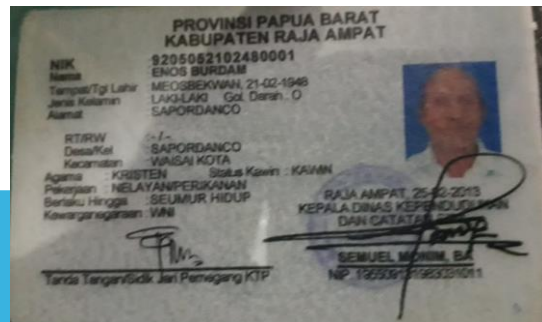 PROVINSI PAPUA BARAT
KABUPATEN RAJA AMPAT
NIK : 9205052102480001
Nama : ENOS BURDAM
Tempat/Tgl Lahir : MEOSBEKWAN, 21-02-1948
Jenis Kelamin : LAKI-LAKI Gol. Darah : O
Alamat : SAPORDANCO
RT/RW : -/-
Desa/Kel : SAPORDANCO
Kecamatan : WAISAI KOTA
Agama : KRISTEN Status Kawin : KAWIN
Pekerjaan : NELAYAN/PERIKANAN
Berlaku Hingga : SEUMUR HIDUP
Kewarganegaraan : WNI
RAJA AMPAT, 25-02-2013
KEPALA DINAS KEPENDUDUKAN
DAN CATATAN
SEMUEL MONIM, BA
NIP
Tanda Tangan/Sidik Jari Pemegang KTP